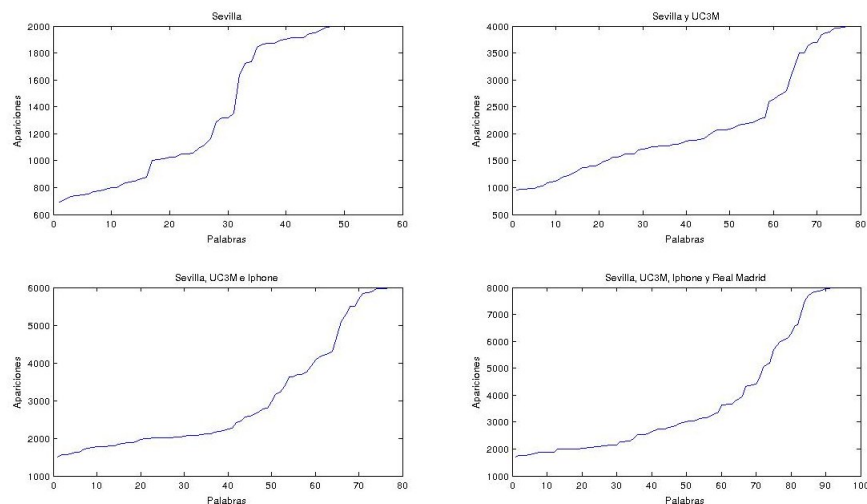 Sevilla
2000
1800
1600
1400
1200
1000
800
600
Apariciones
0 10 20 30 40 50 60
Palabras
Sevilla y UC3M
4000
3500
3000
2500
2000
1500
1000
500
Apariciones
0 10 20 30 40 50 60 70 80
Palabras
Sevilla, UC3M e Iphone
6000
5000
4000
3000
2000
1000
Apariciones
0 10 20 30 40 50 60 70 80 90
Palabras
Sevilla, UC3M, Iphone y Real Madrid
8000
7000
6000
5000
4000
3000
2000
1000
Apariciones
0 10 20 30 40 50 60 70 80 90 100
Palabras